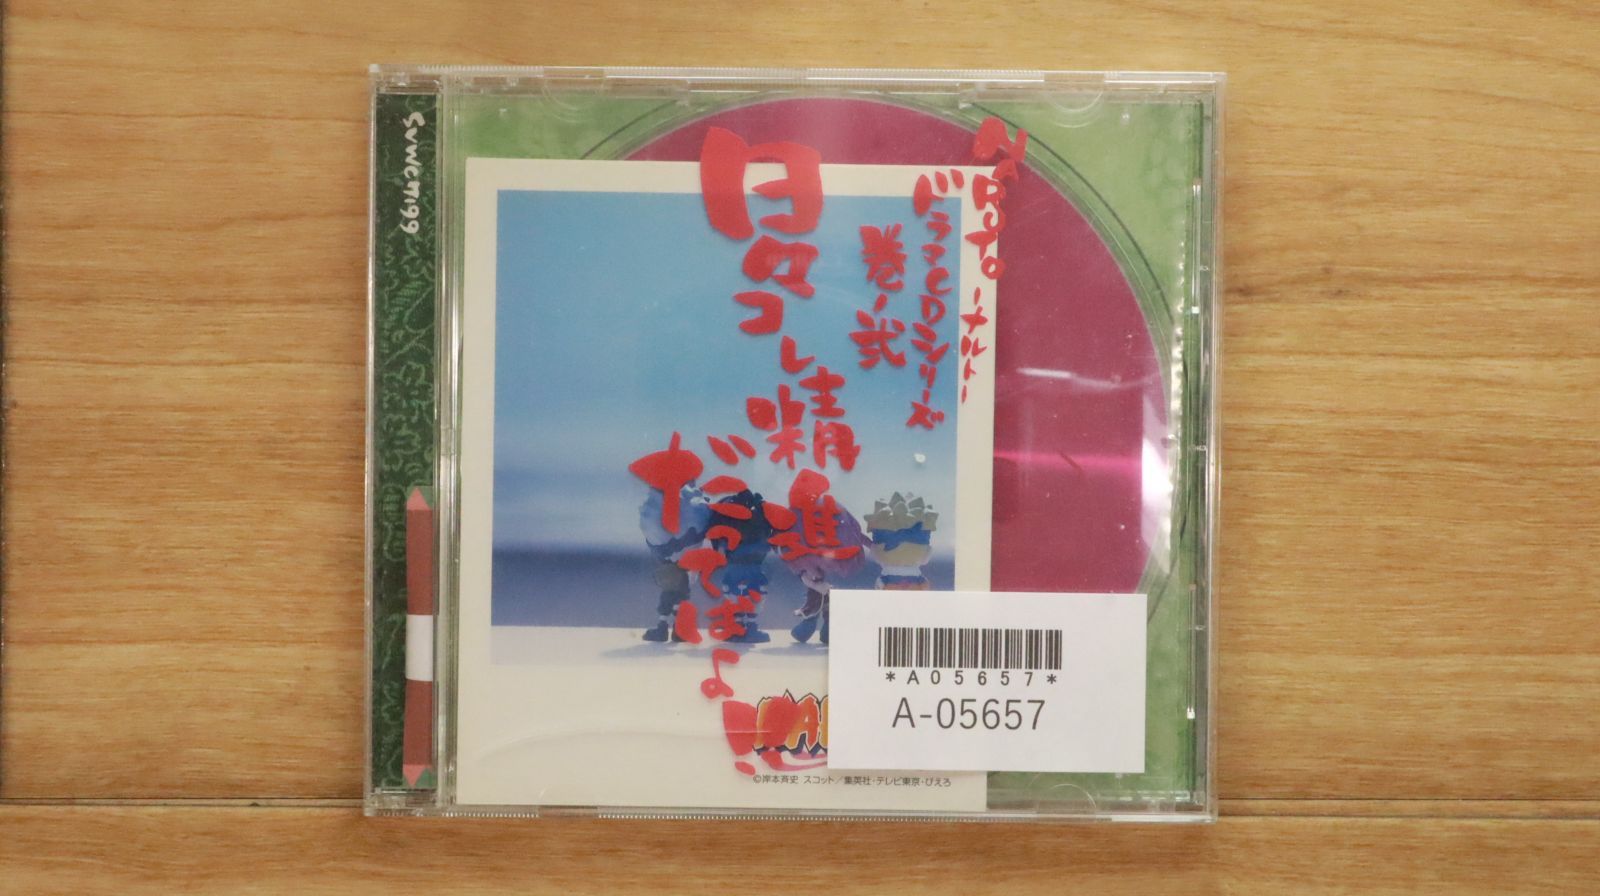 NARUTO -ナルト-
ドラマCDシリーズ
巻ノ弐
日々コレ精進
だってばよ!
SVWC7199
*A05657*
A-05657
©岸本斉史 スコット/集英社・テレビ東京・ぴえろ